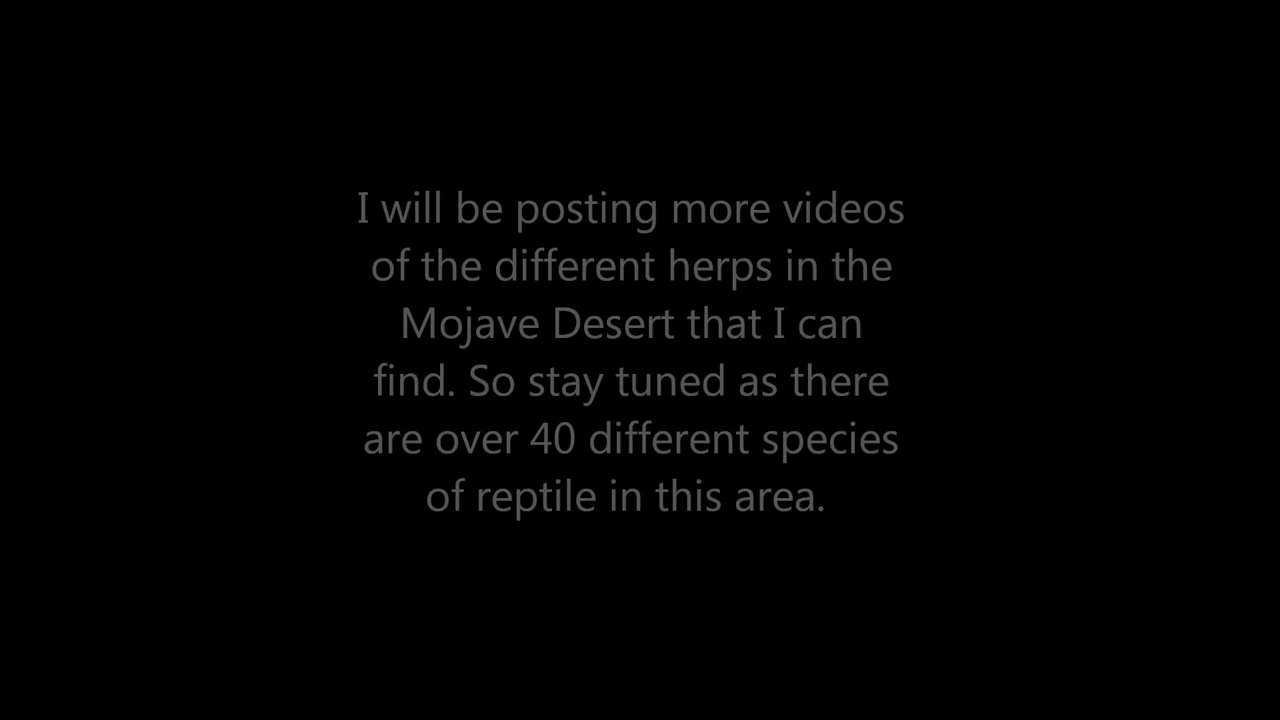 I will be posting more videos
of the different herps in the
Mojave Desert that I can
find. So stay tuned as there
are over 40 different species
of reptile in this area.